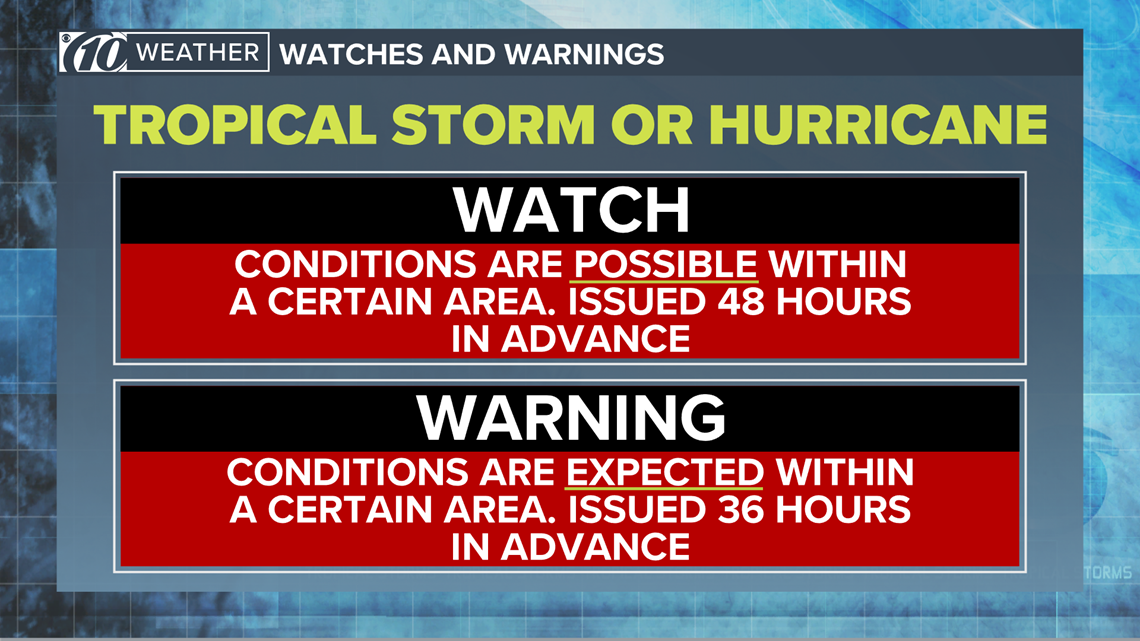 10 WEATHER WATCHES AND WARNINGS
TROPICAL STORM OR HURRICANE
WATCH
CONDITIONS ARE POSSIBLE WITHIN
A CERTAIN AREA. ISSUED 48 HOURS
IN ADVANCE
WARNING
CONDITIONS ARE EXPECTED WITHIN
A CERTAIN AREA. ISSUED 36 HOURS
IN ADVANCE
TORMS